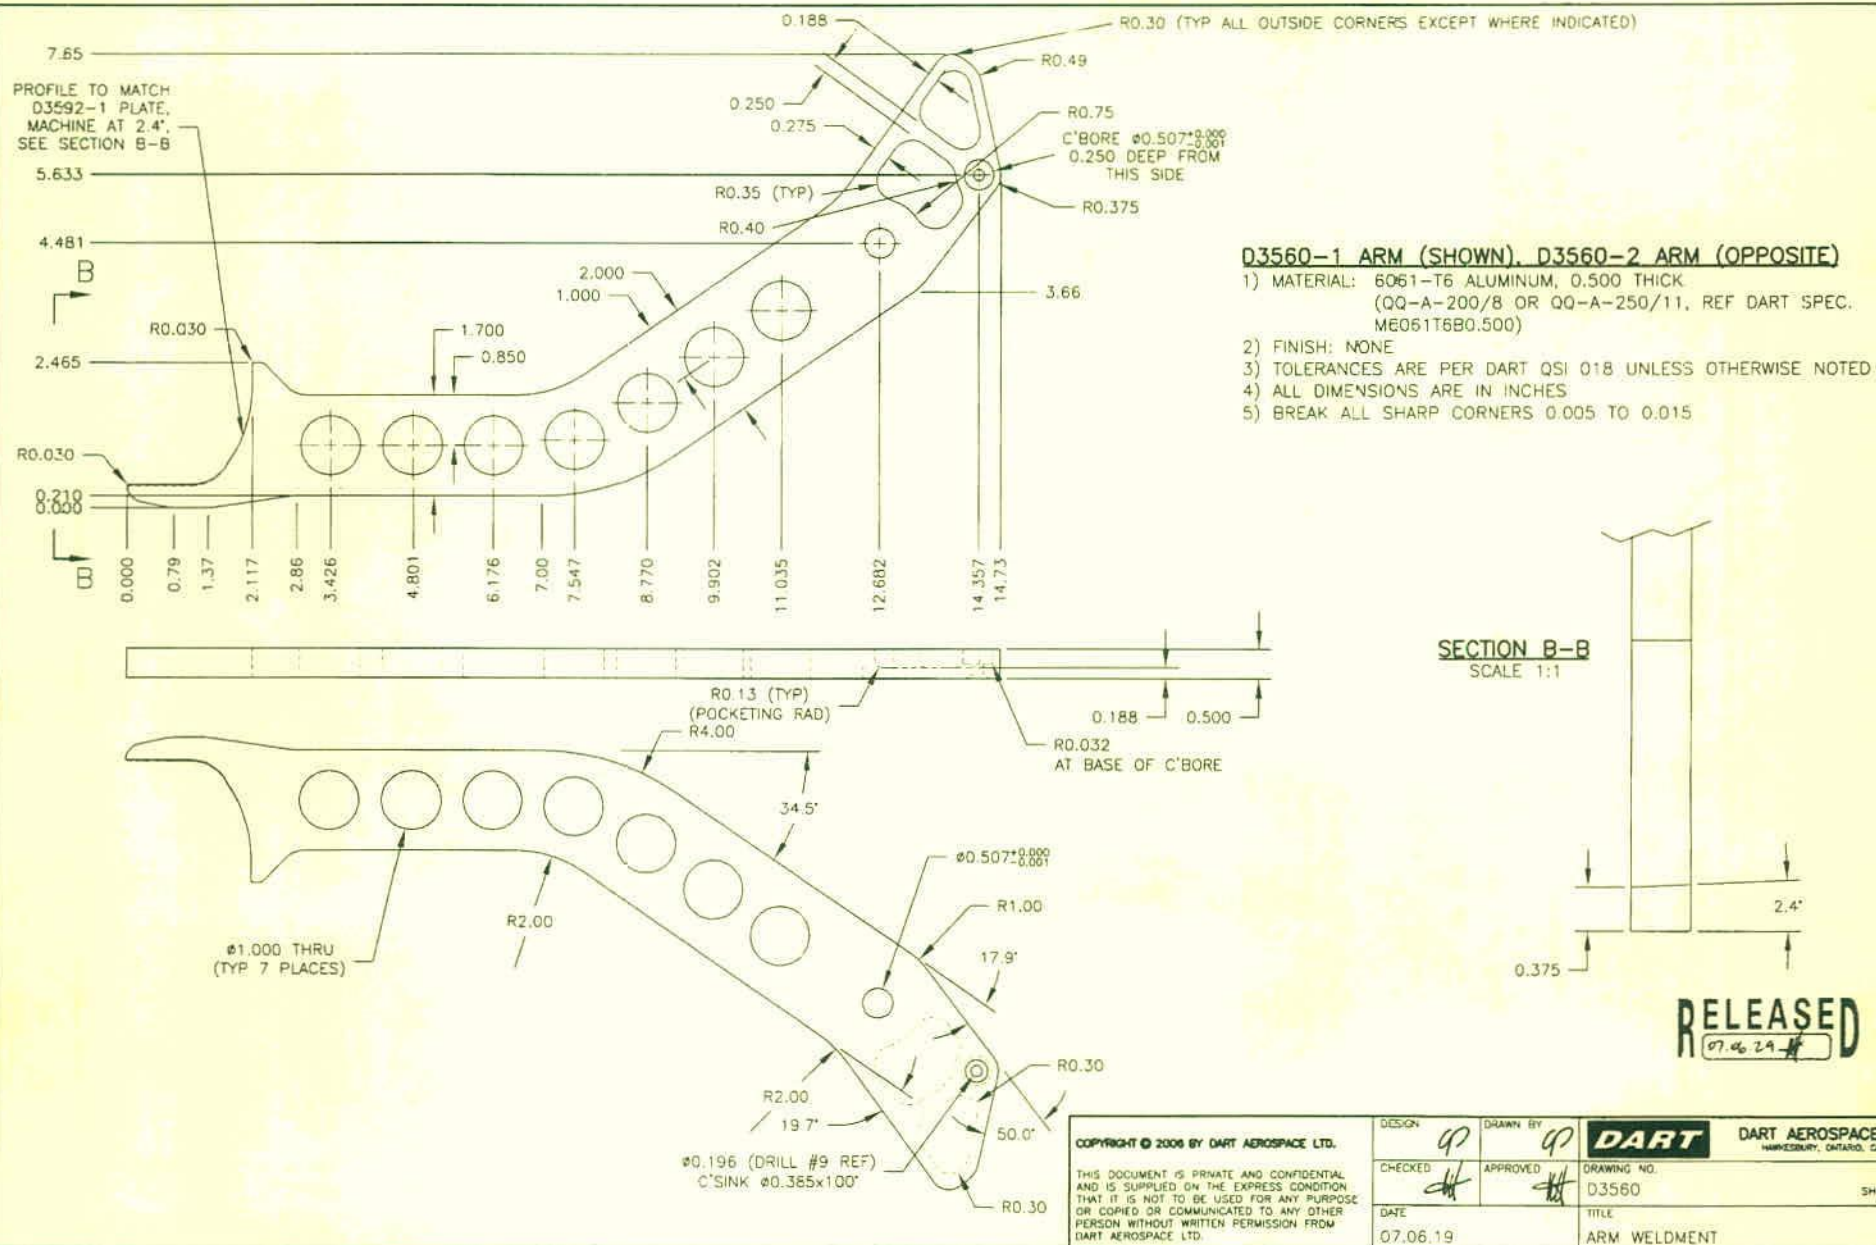 0.188
R0.30 (TYP ALL OUTSIDE CORNERS EXCEPT WHERE INDICATED)
7.65
R0.49
PROFILE TO MATCH
D3592-1 PLATE,
MACHINE AT 2.4°,
SEE SECTION B-B
0.250
0.275
R0.75
C'BORE ø0.507+0.000
-0.001
0.250 DEEP FROM
THIS SIDE
5.633
R0.35 (TYP)
R0.40
R0.375
4.481
B
2.000
1.000
3.66
D3560-1 ARM (SHOWN), D3560-2 ARM (OPPOSITE)
1) MATERIAL: 6061-T6 ALUMINUM, 0.500 THICK
(QQ-A-200/8 OR QQ-A-250/11, REF DART SPEC.
M6061T6B0.500)
2) FINISH: NONE
3) TOLERANCES ARE PER DART QSI 018 UNLESS OTHERWISE NOTED
4) ALL DIMENSIONS ARE IN INCHES
5) BREAK ALL SHARP CORNERS 0.005 TO 0.015
R0.030
1.700
0.850
2.465
R0.030
0.210
0.000
B
0.000
0.79
1.37
2.117
2.86
3.426
4.801
6.176
7.00
7.547
8.770
9.902
11.035
12.682
14.357
14.73
SECTION B-B
SCALE 1:1
R0.13 (TYP)
(POCKETING RAD)
0.188
0.500
R4.00
R0.032
AT BASE OF C'BORE
34.5°
ø0.507+0.000
-0.001
R1.00
R2.00
ø1.000 THRU
(TYP 7 PLACES)
17.9°
2.4°
0.375
RELEASED
07.06.29
R0.30
R2.00
19.7°
50.0°
ø0.196 (DRILL #9 REF)
C'SINK ø0.385x100°
R0.30
COPYRIGHT © 2006 BY DART AEROSPACE LTD.
THIS DOCUMENT IS PRIVATE AND CONFIDENTIAL
AND IS SUPPLIED ON THE EXPRESS CONDITION
THAT IT IS NOT TO BE USED FOR ANY PURPOSE
OR COPIED OR COMMUNICATED TO ANY OTHER
PERSON WITHOUT WRITTEN PERMISSION FROM
DART AEROSPACE LTD.
DESIGN
DRAWN BY
CHECKED
APPROVED
DATE
07.06.19
DART
DART AEROSPACE
HAWKESBURY, ONTARIO,
DRAWING NO.
D3560
SH
TITLE
ARM WELDMENT